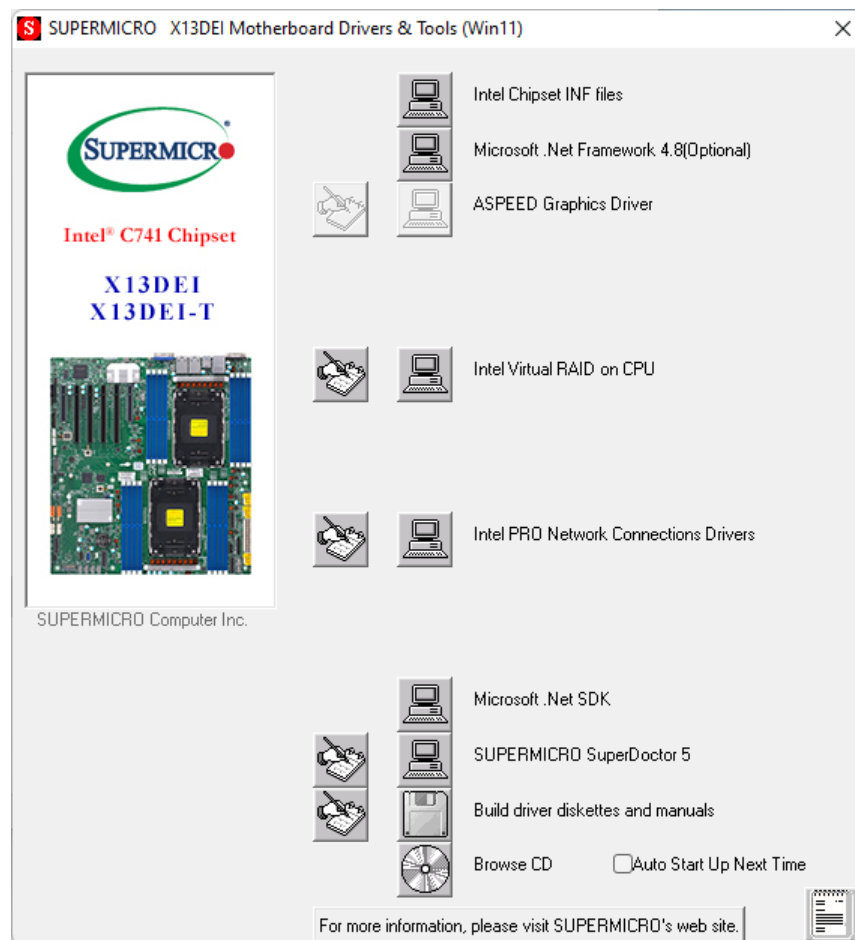 S SUPERMICRO X13DEI Motherboard Drivers & Tools (Win11)
SUPERMICRO
Intel® C741 Chipset
X13DEI
X13DEI-T
SUPERMICRO Computer Inc.
Intel Chipset INF files
Microsoft .Net Framework 4.8(Optional)
ASPEED Graphics Driver
Intel Virtual RAID on CPU
Intel PRO Network Connections Drivers
Microsoft .Net SDK
SUPERMICRO SuperDoctor 5
Build driver diskettes and manuals
Browse CD Auto Start Up Next Time
For more information, please visit SUPERMICRO's web site.